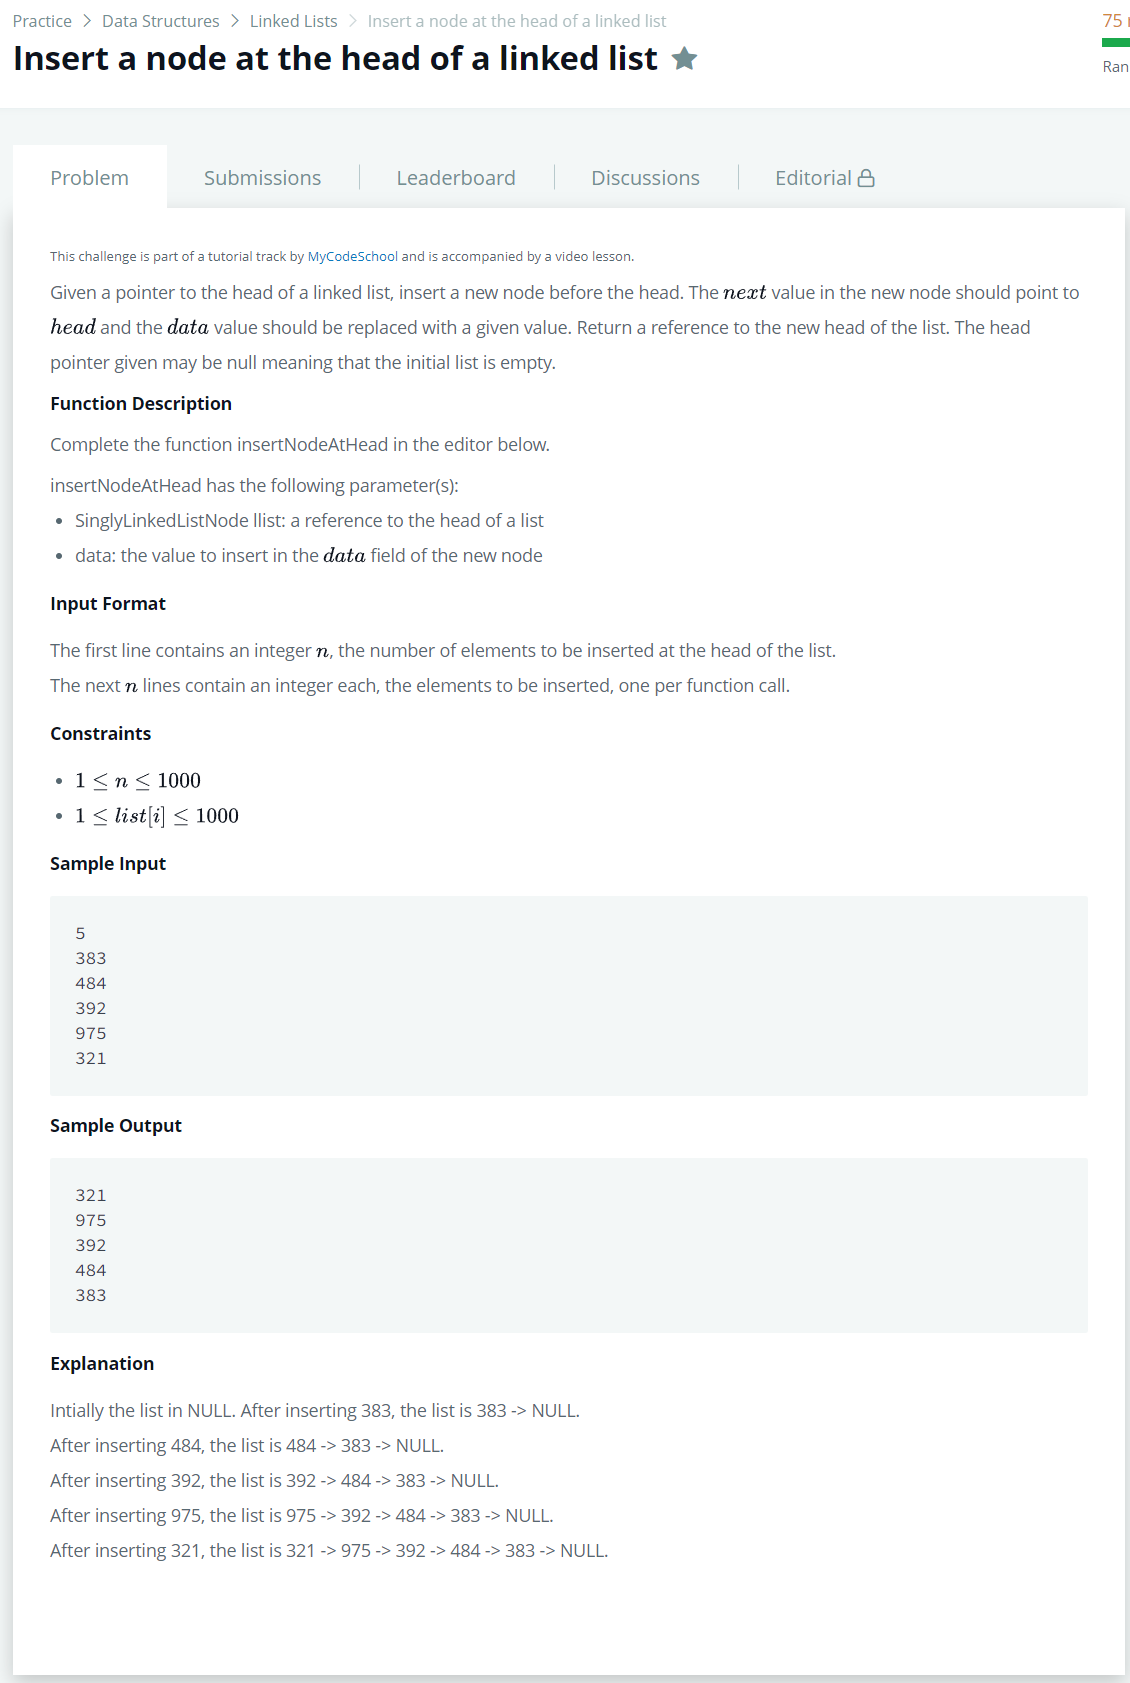 Practice > Data Structures > Linked Lists > Insert a node at the head of a linked list
75
Insert a node at the head of a linked list
Ran
Problem Submissions Leaderboard Discussions Editorial
This challenge is part of a tutorial track by MyCodeSchool and is accompanied by a video lesson.
Given a pointer to the head of a linked list, insert a new node before the head. The next value in the new node should point to
head and the data value should be replaced with a given value. Return a reference to the new head of the list. The head
pointer given may be null meaning that the initial list is empty.
Function Description
Complete the function insertNodeAtHead in the editor below.
insertNodeAtHead has the following parameter(s):
• SinglyLinkedListNode llist: a reference to the head of a list
• data: the value to insert in the data field of the new node
Input Format
The first line contains an integer n, the number of elements to be inserted at the head of the list.
The next n lines contain an integer each, the elements to be inserted, one per function call.
Constraints
• 1 ≤ n ≤ 1000
• 1 ≤ list[i] ≤ 1000
Sample Input
5
383
484
392
975
321
Sample Output
321
975
392
484
383
Explanation
Intially the list in NULL. After inserting 383, the list is 383 -> NULL.
After inserting 484, the list is 484 -> 383 -> NULL.
After inserting 392, the list is 392 -> 484 -> 383 -> NULL.
After inserting 975, the list is 975 -> 392 -> 484 -> 383 -> NULL.
After inserting 321, the list is 321 -> 975 -> 392 -> 484 -> 383 -> NULL.